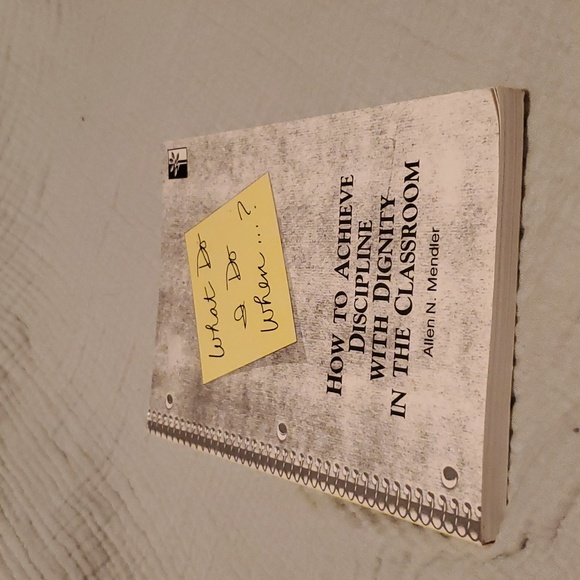 What Do
I Do
When...?
HOW TO ACHIEVE
DISCIPLINE
WITH DIGNITY
IN THE CLASSROOM
Allen N. Mendler